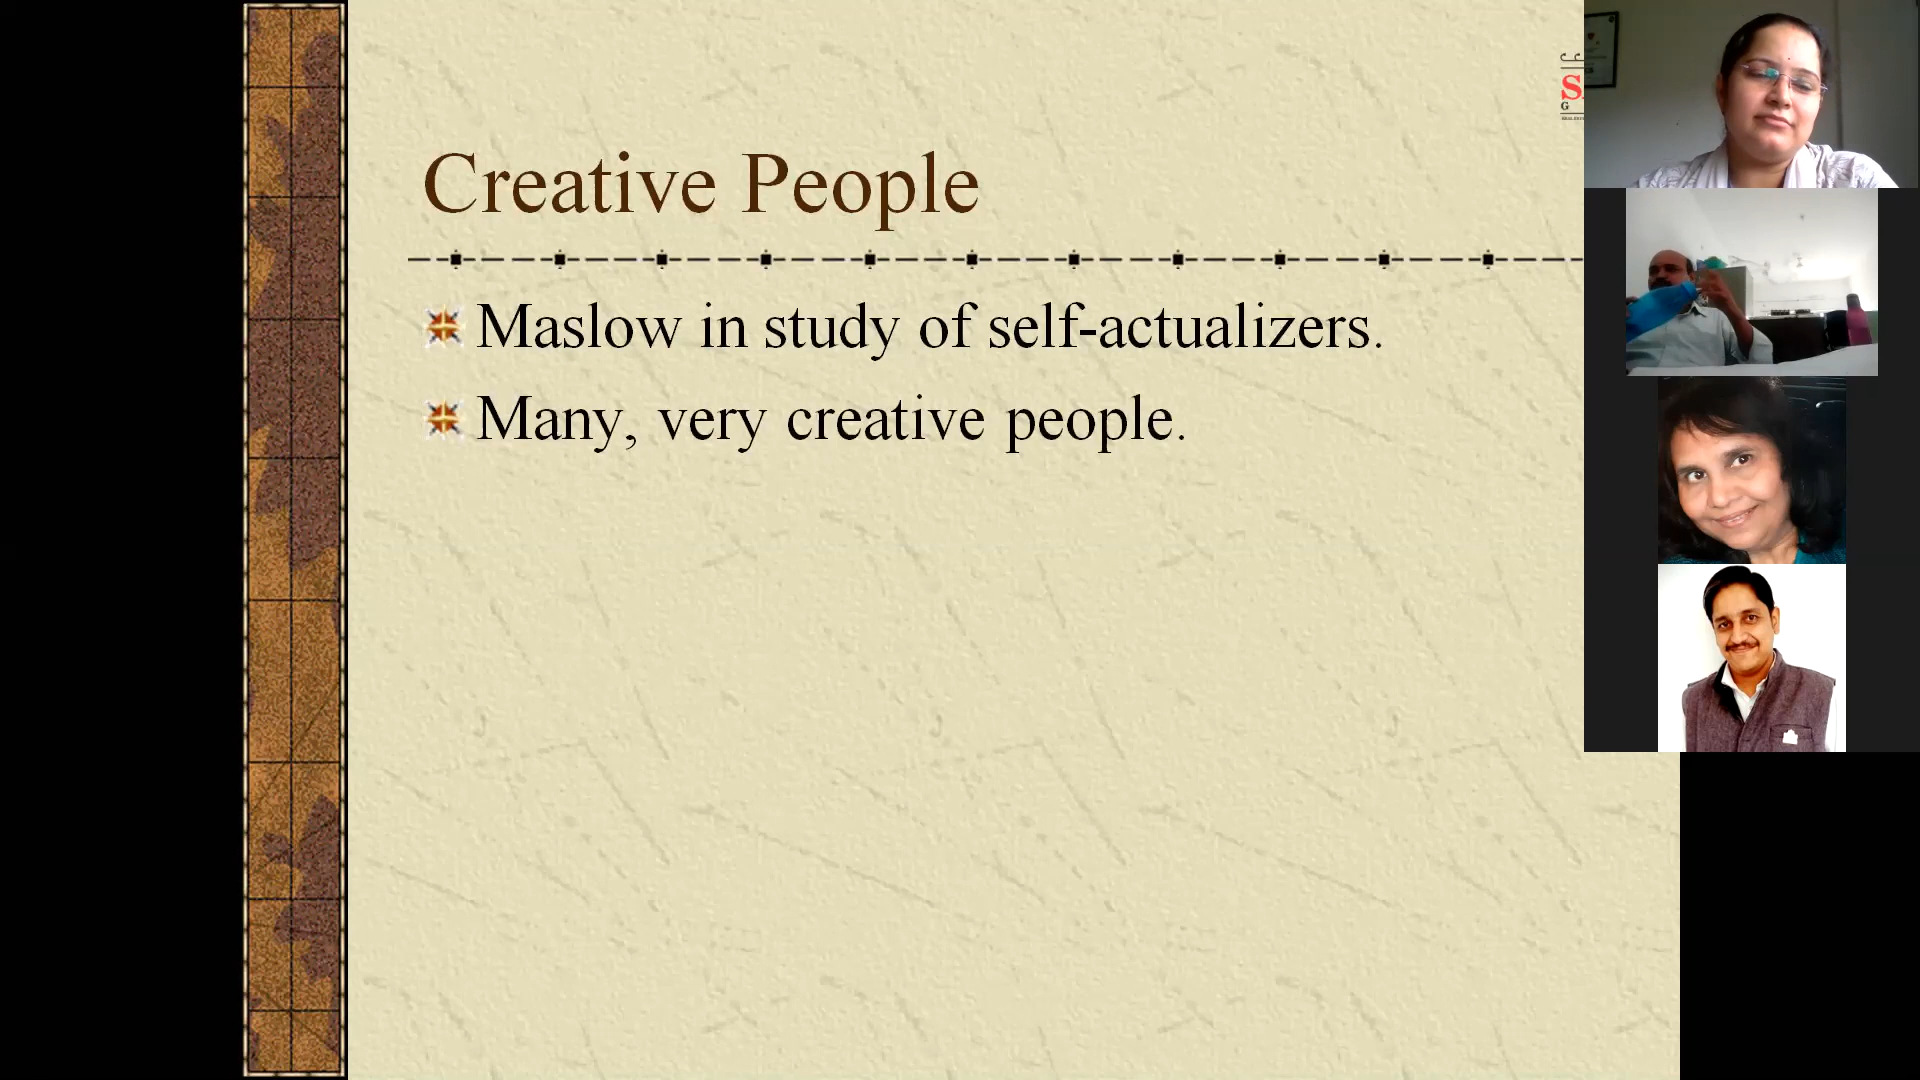 Creative People
Maslow in study of self-actualizers.
Many, very creative people.
S
G